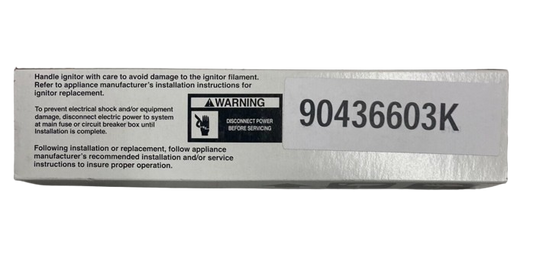 Handle ignitor with care to avoid damage to the ignitor filament.
Refer to appliance manufacturer's installation instructions for
ignitor replacement.
To prevent electrical shock and/or equipment
damage, disconnect electric power to system
at main fuse or circuit breaker box until
Installation is complete.
WARNING
DISCONNECT POWER
BEFORE SERVICING
Following installation or replacement, follow appliance
manufacturer's recommended installation and/or service
instructions to insure proper operation.
90436603K